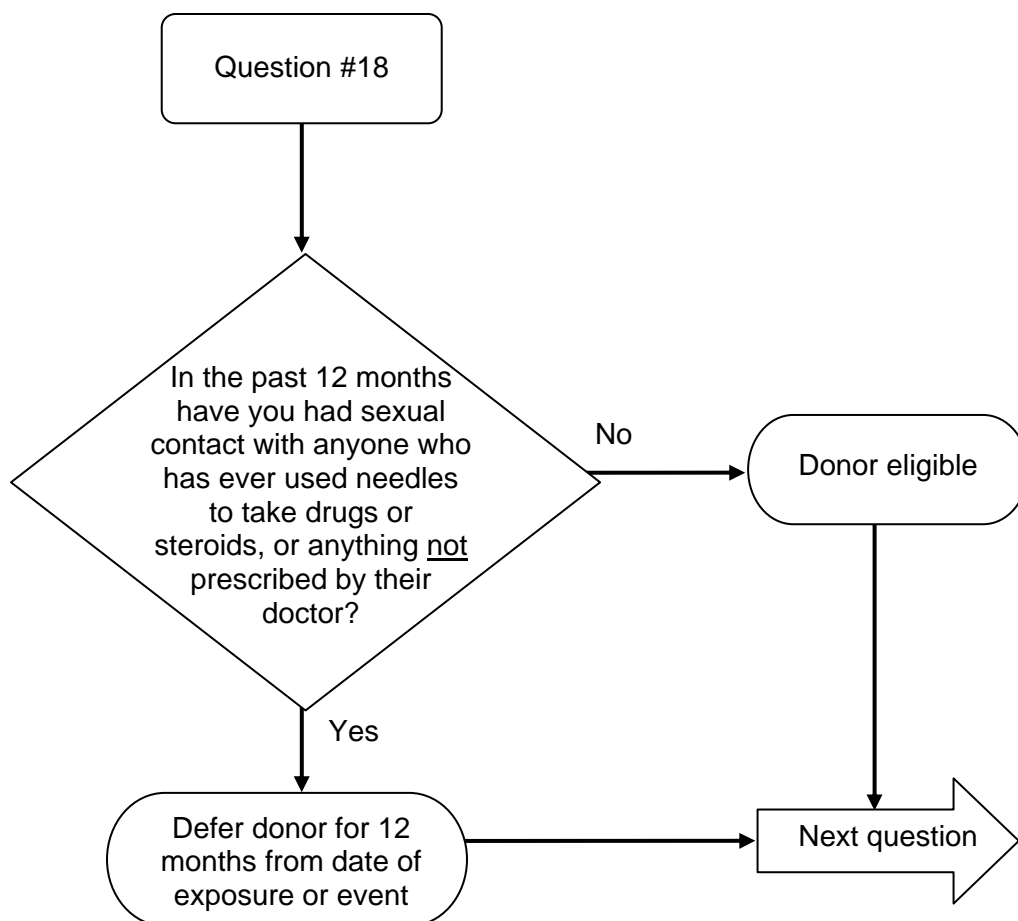 Question #18
In the past 12 months
have you had sexual
contact with anyone who
has ever used needles
to take drugs or
steroids, or anything not
prescribed by their
doctor?
No
Donor eligible
Yes
Defer donor for 12
months from date of
exposure or event
Next question